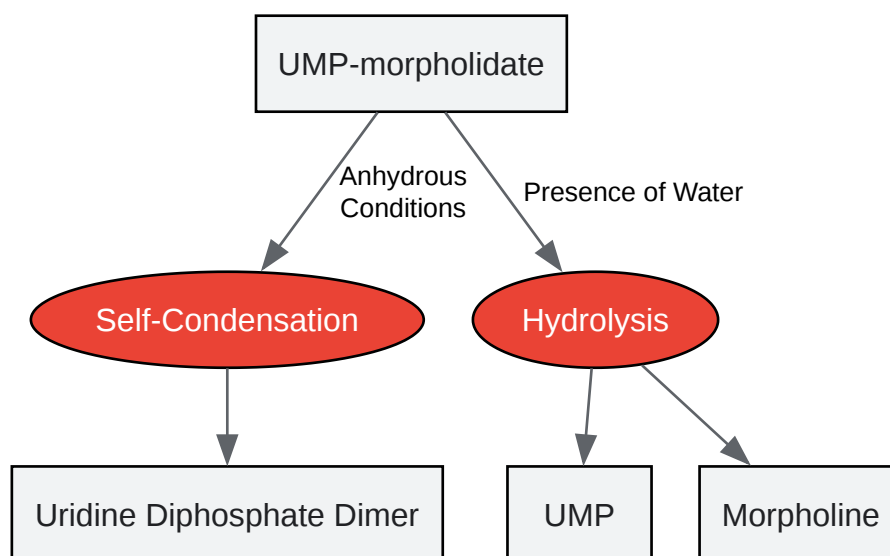 UMP-morpholidate
Anhydrous
Conditions
Presence of Water
Self-Condensation
Hydrolysis
Uridine Diphosphate Dimer
UMP
Morpholine